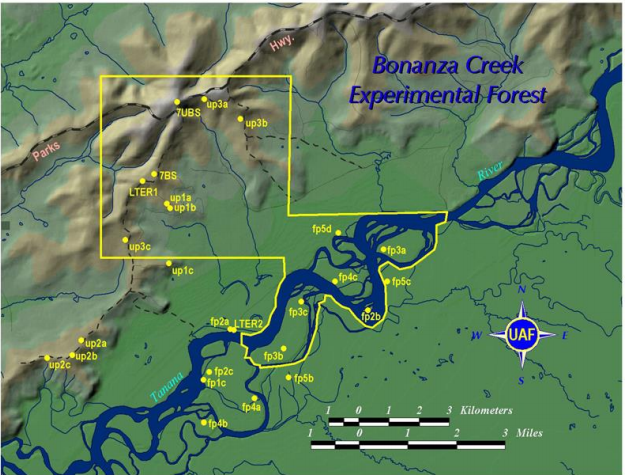 Hwy.
Bonanza Creek
Experimental Forest
7UBS
up3a
up3b
Parks
River
7BS
LTER1
up1a
up1b
fp5d
up3c
fp3a
up1c
fp4c
fp5c
fp3c
fp2b
N
W UAF E
S
fp2a LTER2
up2a
up2b
up2c
fp3b
fp2c
fp1c
fp5b
Tanana
fp4a
fp4b
1 0 1 2 3 Kilometers
1 0 1 2 3 Miles